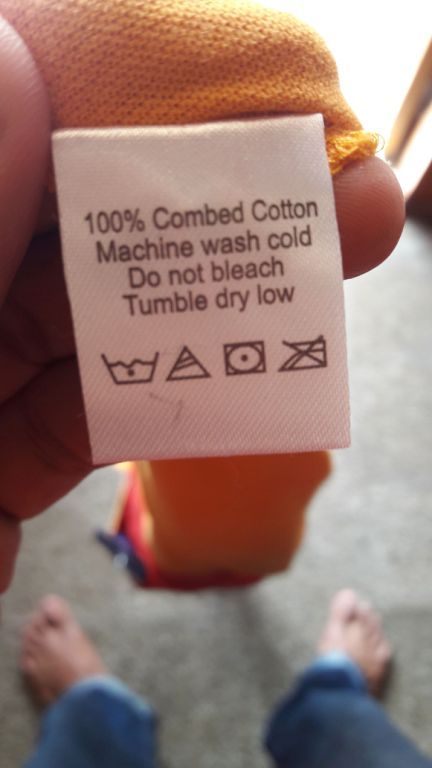 100% Combed Cotton
Machine wash cold
Do not bleach
Tumble dry low